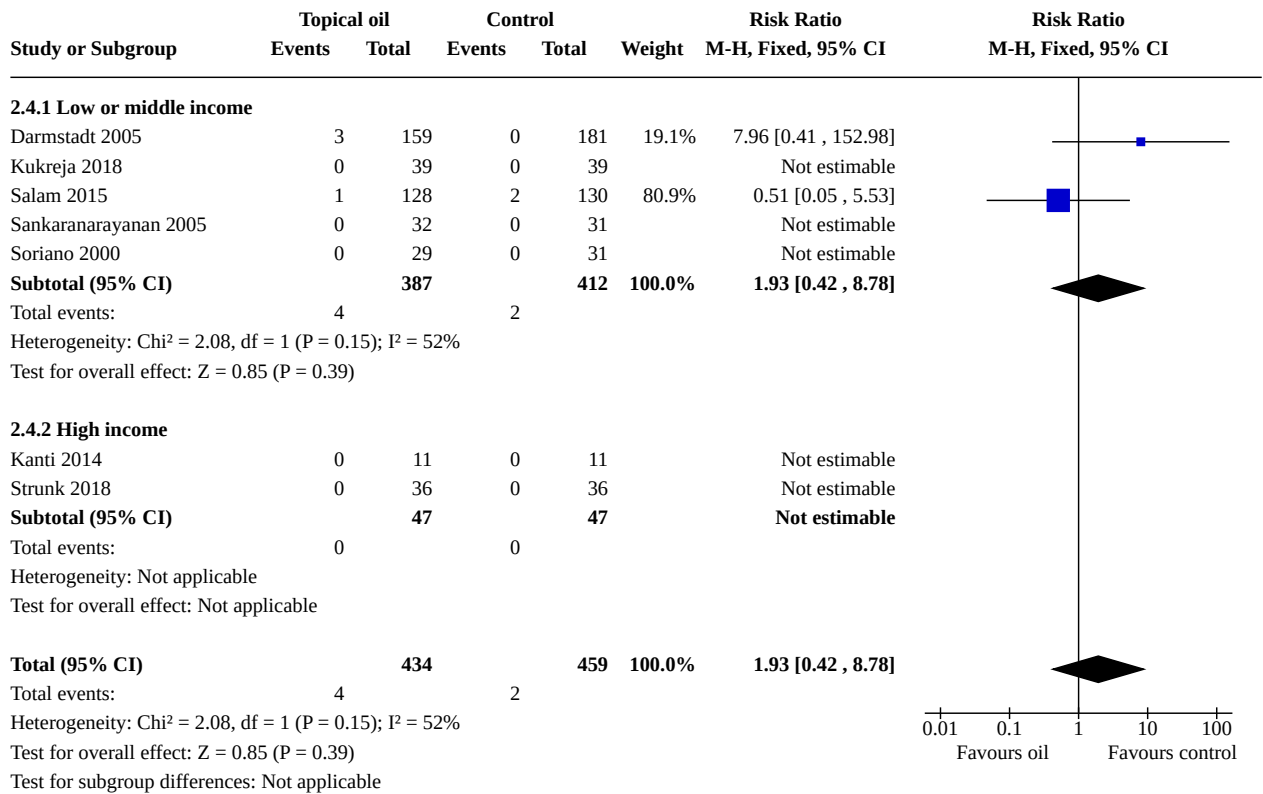 Topical oil Control Risk Ratio Risk Ratio
Study or Subgroup Events Total Events Total Weight M-H, Fixed, 95% CI M-H, Fixed, 95% CI
2.4.1 Low or middle income
Darmstadt 2005 3 159 0 181 19.1% 7.96 [0.41 , 152.98]
Kukreja 2018 0 39 0 39 Not estimable
Salam 2015 1 128 2 130 80.9% 0.51 [0.05 , 5.53]
Sankaranarayanan 2005 0 32 0 31 Not estimable
Soriano 2000 0 29 0 31 Not estimable
Subtotal (95% CI) 387 412 100.0% 1.93 [0.42 , 8.78]
Total events: 4 2
Heterogeneity: Chi² = 2.08, df = 1 (P = 0.15); I² = 52%
Test for overall effect: Z = 0.85 (P = 0.39)
2.4.2 High income
Kanti 2014 0 11 0 11 Not estimable
Strunk 2018 0 36 0 36 Not estimable
Subtotal (95% CI) 47 47 Not estimable
Total events: 0 0
Heterogeneity: Not applicable
Test for overall effect: Not applicable
Total (95% CI) 434 459 100.0% 1.93 [0.42 , 8.78]
Total events: 4 2
Heterogeneity: Chi² = 2.08, df = 1 (P = 0.15); I² = 52%
Test for overall effect: Z = 0.85 (P = 0.39)
Test for subgroup differences: Not applicable
0.01 0.1 1 10 100
Favours oil Favours control